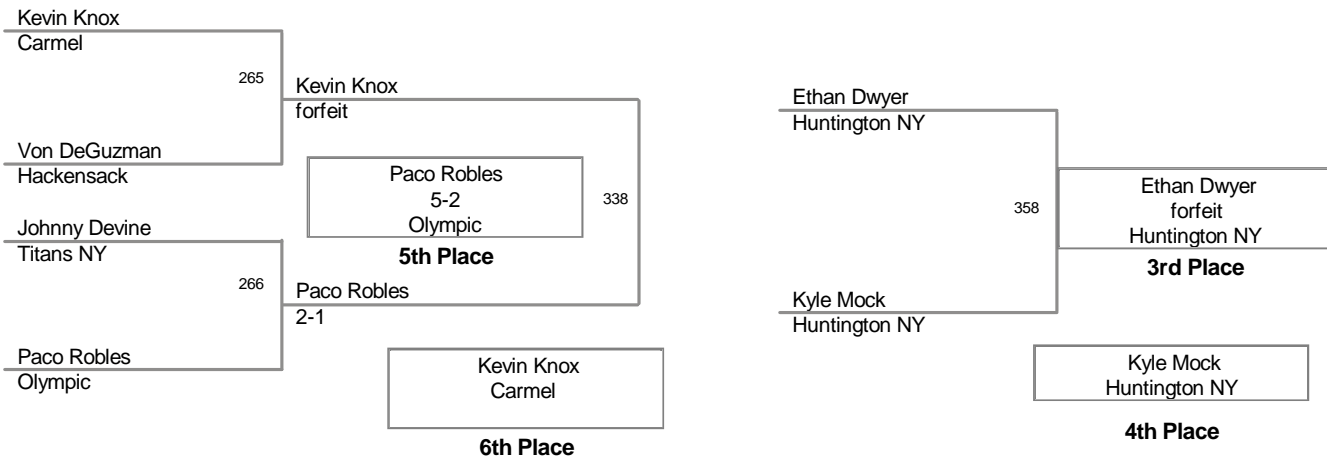 Kevin Knox
Carmel
265
Kevin Knox
forfeit
Von DeGuzman
Hackensack
Paco Robles
5-2
Olympic
5th Place
338
Johnny Devine
Titans NY
266
Paco Robles
2-1
Paco Robles
Olympic
Kevin Knox
Carmel
6th Place
Ethan Dwyer
Huntington NY
358
Ethan Dwyer
forfeit
Huntington NY
3rd Place
Kyle Mock
Huntington NY
Kyle Mock
Huntington NY
4th Place